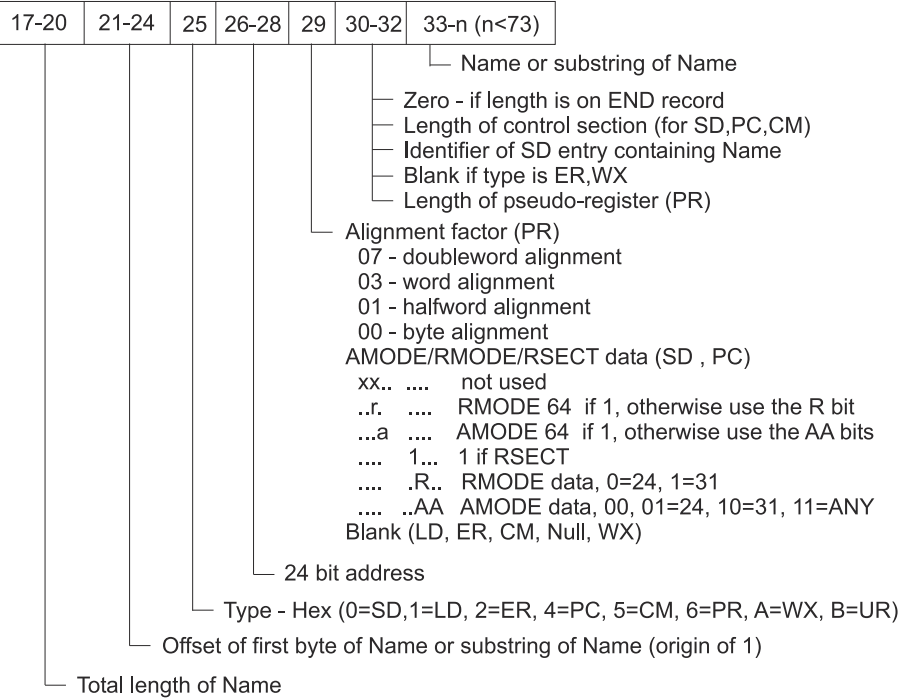 17-20 21-24 25 26-28 29 30-32 33-n (n<73)
Name or substring of Name
Zero - if length is on END record
Length of control section (for SD,PC,CM)
Identifier of SD entry containing Name
Blank if type is ER,WX
Length of pseudo-register (PR)
Alignment factor (PR)
07 - doubleword alignment
03 - word alignment
01 - halfword alignment
00 - byte alignment
AMODE/RMODE/RSECT data (SD , PC)
xx.. .... not used
..r. .... RMODE 64 if 1, otherwise use the R bit
...a .... AMODE 64 if 1, otherwise use the AA bits
.... 1... 1 if RSECT
.... .R.. RMODE data, 0=24, 1=31
.... ..AA AMODE data, 00, 01=24, 10=31, 11=ANY
Blank (LD, ER, CM, Null, WX)
24 bit address
Type - Hex (0=SD,1=LD, 2=ER, 4=PC, 5=CM, 6=PR, A=WX, B=UR)
Offset of first byte of Name or substring of Name (origin of 1)
Total length of Name